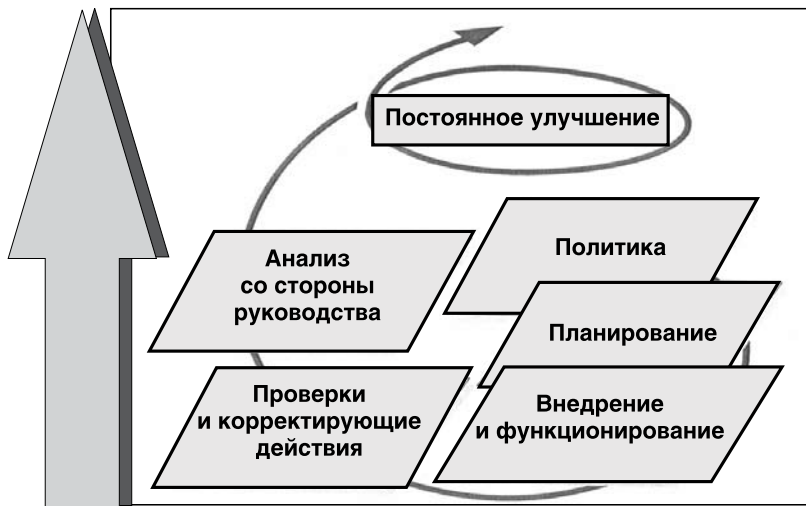 Постоянное улучшение
Политика
Анализ
со стороны
руководства
Планирование
Проверки
и корректирующие
действия
Внедрение
и функционирование